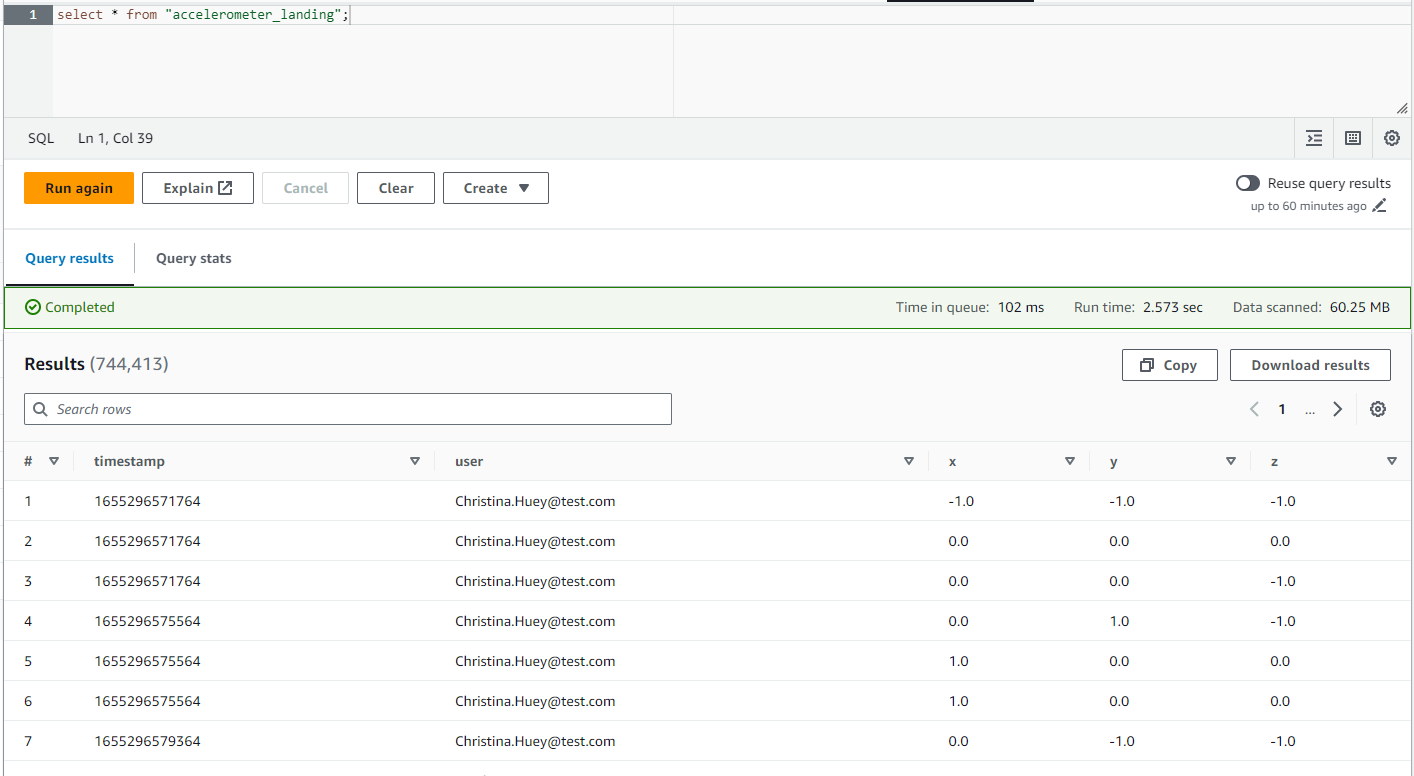 1 select * from "accelerometer_landing";
SQL Ln 1, Col 39
Run again Explain Cancel Clear Create Reuse query results
up to 60 minutes ago
Query results Query stats
Completed Time in queue: 102 ms Run time: 2.573 sec Data scanned: 60.25 MB
Results (744,413) Copy Download results
Search rows 1 ...
# timestamp user x y z
1 1655296571764 Christina.Huey@test.com -1.0 -1.0 -1.0
2 1655296571764 Christina.Huey@test.com 0.0 0.0 0.0
3 1655296571764 Christina.Huey@test.com 0.0 0.0 -1.0
4 1655296575564 Christina.Huey@test.com 0.0 1.0 -1.0
5 1655296575564 Christina.Huey@test.com 1.0 0.0 0.0
6 1655296575564 Christina.Huey@test.com 1.0 0.0 0.0
7 1655296579364 Christina.Huey@test.com 0.0 -1.0 -1.0